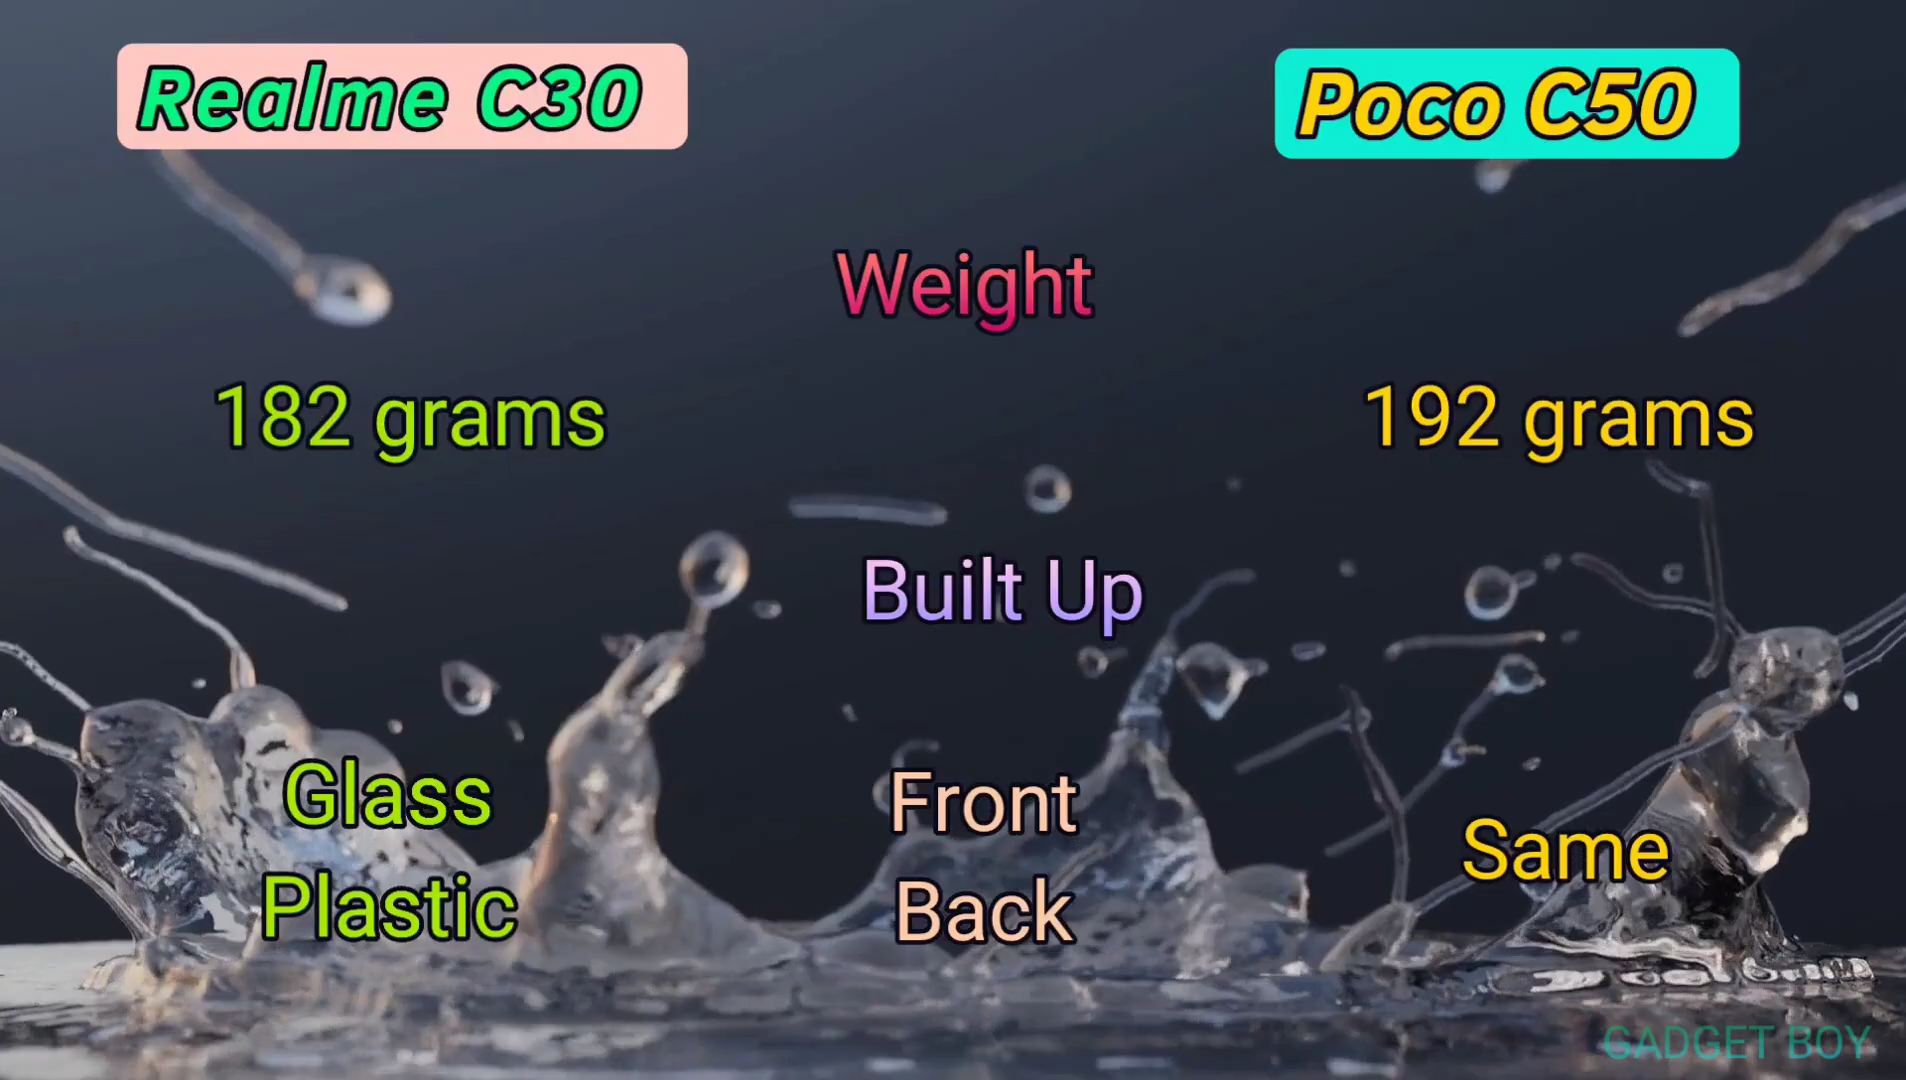 Realme C30
Poco C50
Weight
182 grams
192 grams
Built Up
Glass
Front
Same
Plastic
Back
GADGET BOY